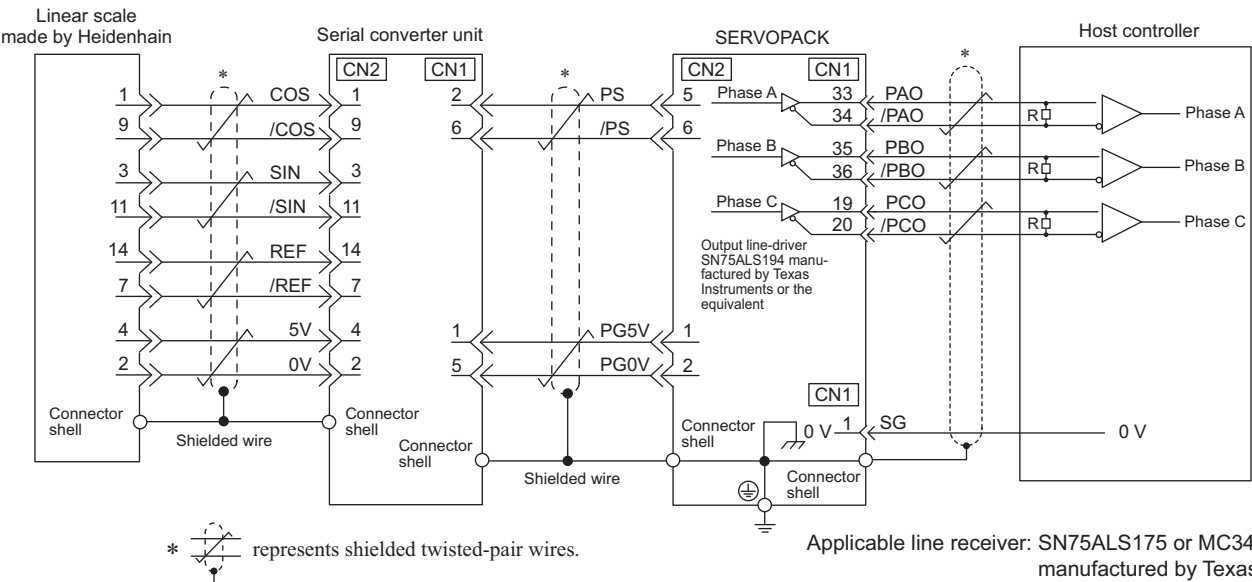 Linear scale
made by Heidenhain
Serial converter unit
SERVOPACK
Host controller
*
*
*
CN2
CN1
CN2
CN1
1 COS 1
9 /COS 9
3 SIN 3
11 /SIN 11
14 REF 14
7 /REF 7
4 5V 4
2 0V 2
2 PS 5
6 /PS 6
1 PG5V 1
5 PG0V 2
Phase A 33 PAO R Phase A
34 /PAO
Phase B 35 PBO R Phase B
36 /PBO
Phase C 19 PCO R Phase C
20 /PCO
Output line-driver
SN75ALS194 manu-
factured by Texas
Instruments or the
equivalent
CN1
0 V 1 SG 0 V
Connector
shell
Shielded wire
Connector
shell
Connector
shell
Shielded wire
Connector
shell
Connector
shell
* represents shielded twisted-pair wires.
Applicable line receiver: SN75ALS175 or MC34
manufactured by Texas